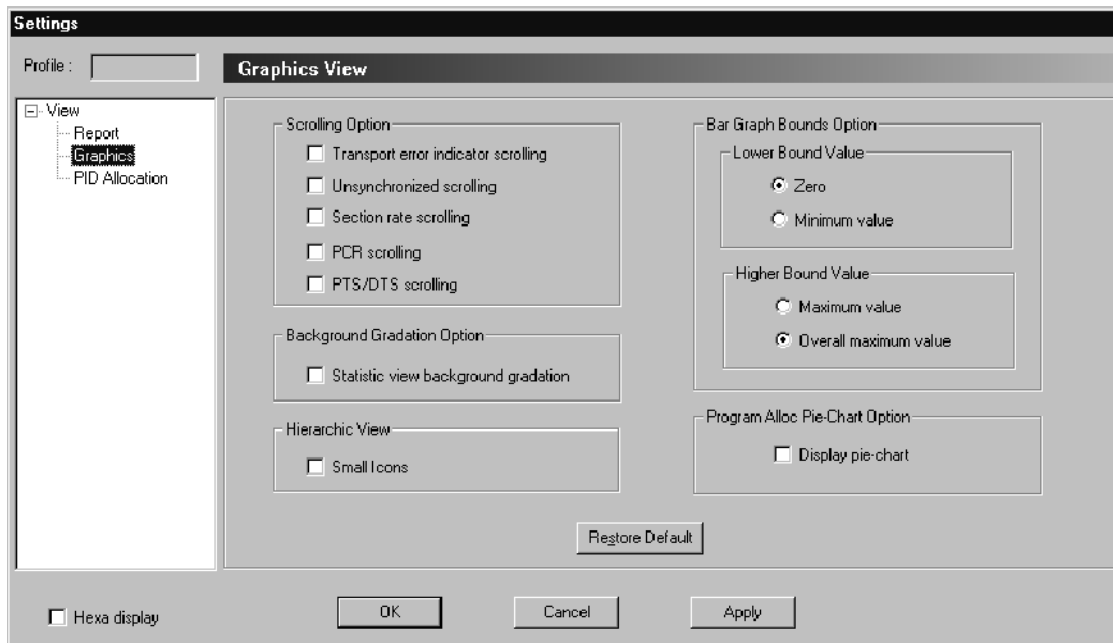 Settings
Profile :
Graphics View
View
Report
Graphics
PID Allocation
Scrolling Option
Transport error indicator scrolling
Unsynchronized scrolling
Section rate scrolling
PCR scrolling
PTS/DTS scrolling
Background Gradation Option
Statistic view background gradation
Hierarchic View
Small Icons
Bar Graph Bounds Option
Lower Bound Value
Zero
Minimum value
Higher Bound Value
Maximum value
Overall maximum value
Program Alloc Pie-Chart Option
Display pie-chart
Restore Default
Hexa display
OK
Cancel
Apply